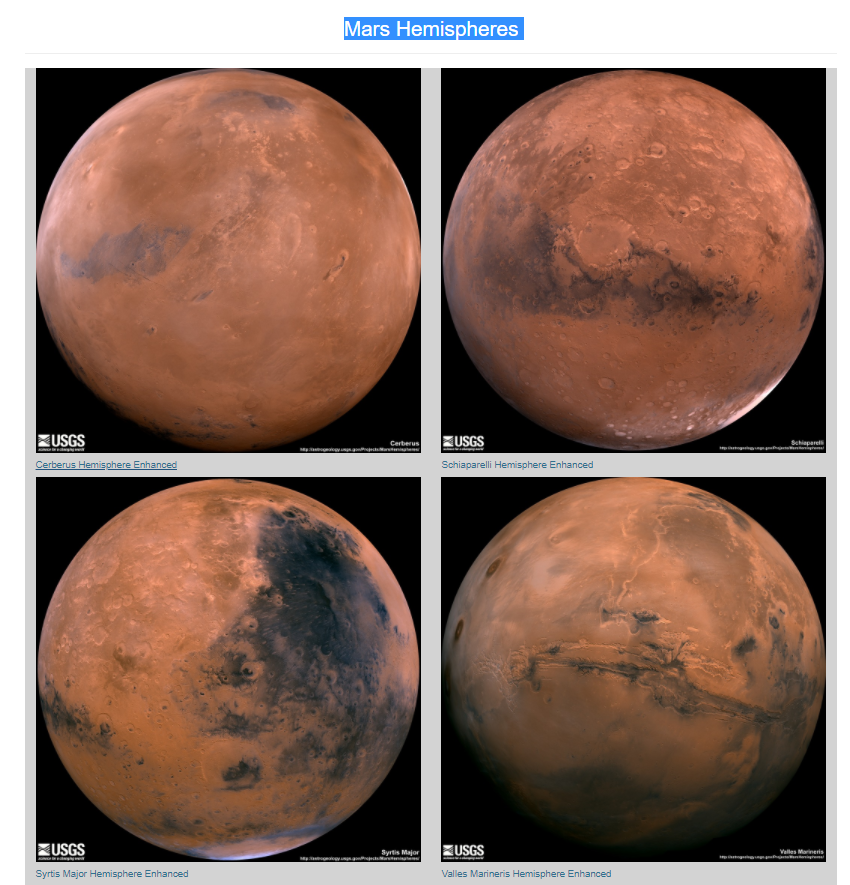 Mars Hemispheres
USGS
science for a changing world
Cerberus
http://astrogeology.usgs.gov/Projects/MarsHemispheres/
USGS
science for a changing world
Schiaparelli
http://astrogeology.usgs.gov/Projects/MarsHemispheres/
Cerberus Hemisphere Enhanced
Schiaparelli Hemisphere Enhanced
USGS
science for a changing world
Syrtis Major
http://astrogeology.usgs.gov/Projects/MarsHemispheres/
USGS
science for a changing world
Valles Marineris
http://astrogeology.usgs.gov/Projects/MarsHemispheres/
Syrtis Major Hemisphere Enhanced
Valles Marineris Hemisphere Enhanced